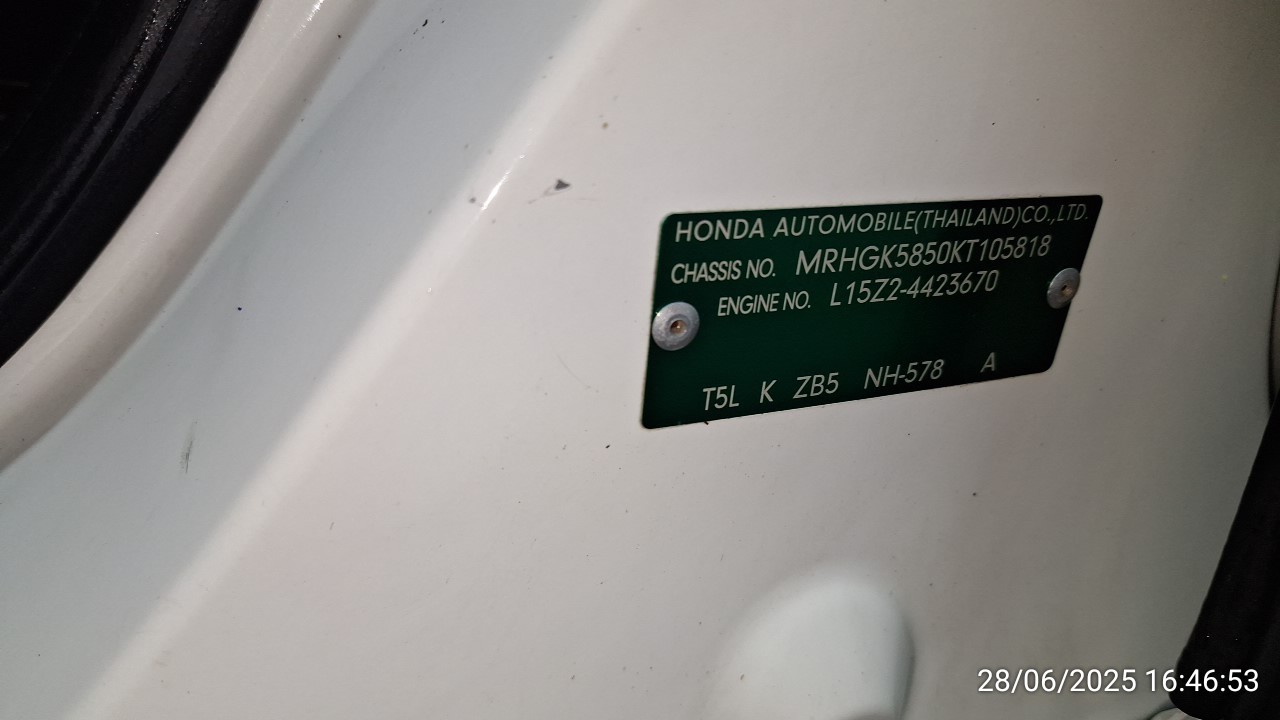 HONDA AUTOMOBILE(THAILAND)CO.,LTD.
CHASSIS NO. MRHGK5850KT105818
ENGINE NO. L15Z2-4423670
T5L K ZB5 NH-578 A
28/06/2025 16:46:53